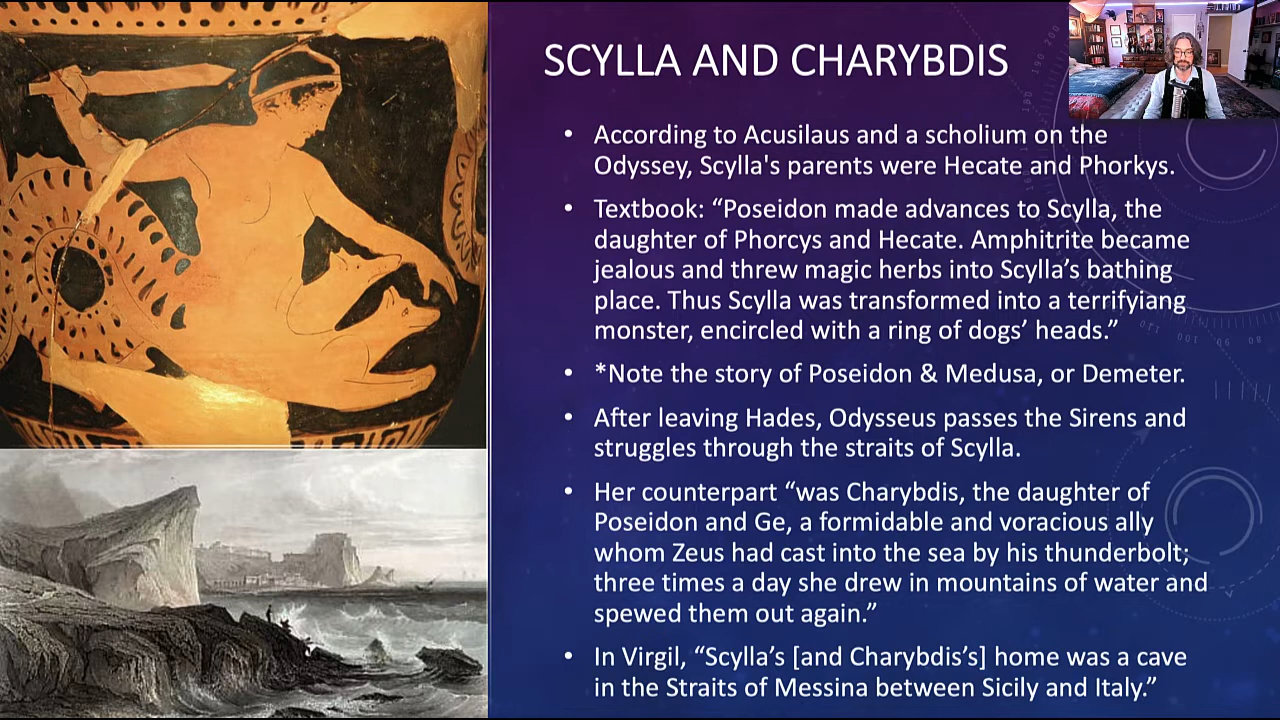 SCYLLA AND CHARYBDIS
• According to Acusilaus and a scholium on the
Odyssey, Scylla's parents were Hecate and Phorkys.
• Textbook: “Poseidon made advances to Scylla, the
daughter of Phorcys and Hecate. Amphitrite became
jealous and threw magic herbs into Scylla’s bathing
place. Thus Scylla was transformed into a terrifyiang
monster, encircled with a ring of dogs’ heads.”
• *Note the story of Poseidon & Medusa, or Demeter.
• After leaving Hades, Odysseus passes the Sirens and
struggles through the straits of Scylla.
• Her counterpart “was Charybdis, the daughter of
Poseidon and Ge, a formidable and voracious ally
whom Zeus had cast into the sea by his thunderbolt;
three times a day she drew in mountains of water and
spewed them out again.”
• In Virgil, “Scylla’s [and Charybdis’s] home was a cave
in the Straits of Messina between Sicily and Italy.”